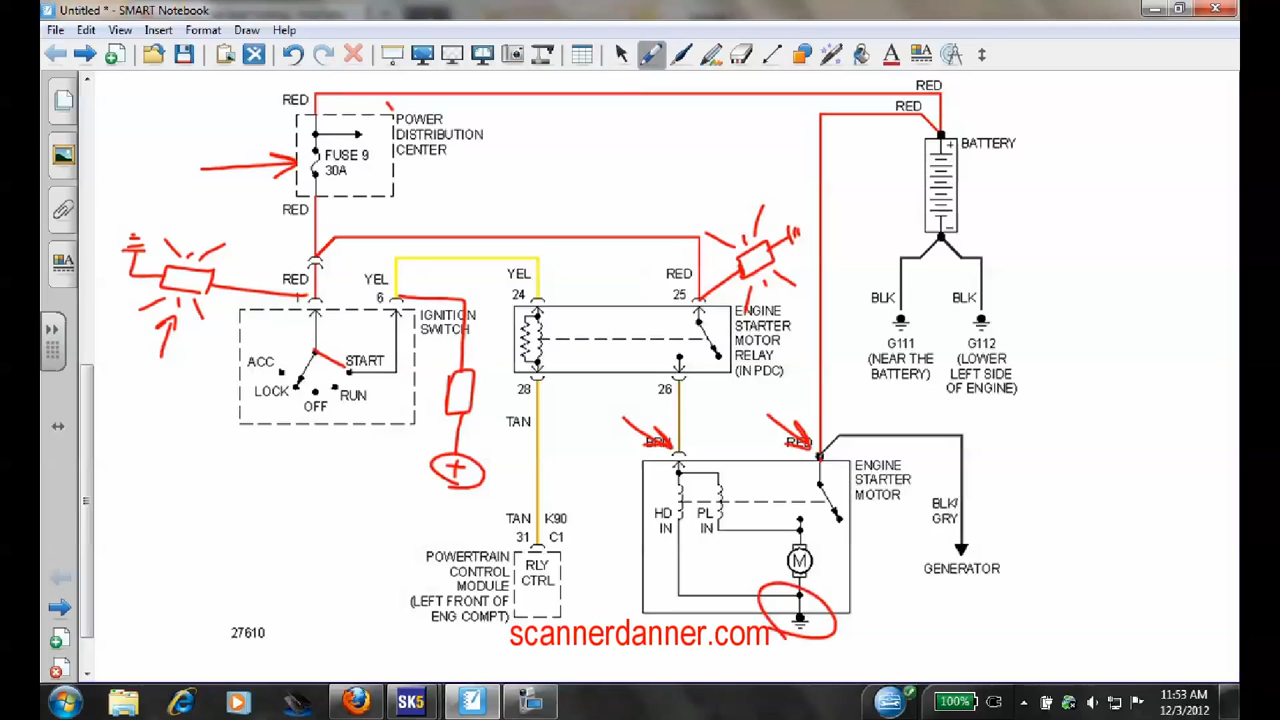 Untitled * - SMART Notebook
File Edit View Insert Format Draw Help
RED
RED
RED
POWER
DISTRIBUTION
CENTER
FUSE 9
30A
BATTERY
+
-
RED
RED
YEL
YEL
RED
1
6
24
25
IGNITION
SWITCH
ENGINE
STARTER
MOTOR
RELAY
(IN PDC)
ACC
START
LOCK
RUN
OFF
BLK
BLK
G111
(NEAR THE
BATTERY)
G112
(LOWER
LEFT SIDE
OF ENGINE)
28
26
TAN
BRN
RED
+
ENGINE
STARTER
MOTOR
HD
IN
PL
IN
M
BLK/
GRY
GENERATOR
TAN K90
31 C1
POWERTRAIN
CONTROL
MODULE
(LEFT FRONT OF
ENG COMPT)
RLY
CTRL
27610
scannerdanner.com
SK5
100%
11:53 AM
12/3/2012